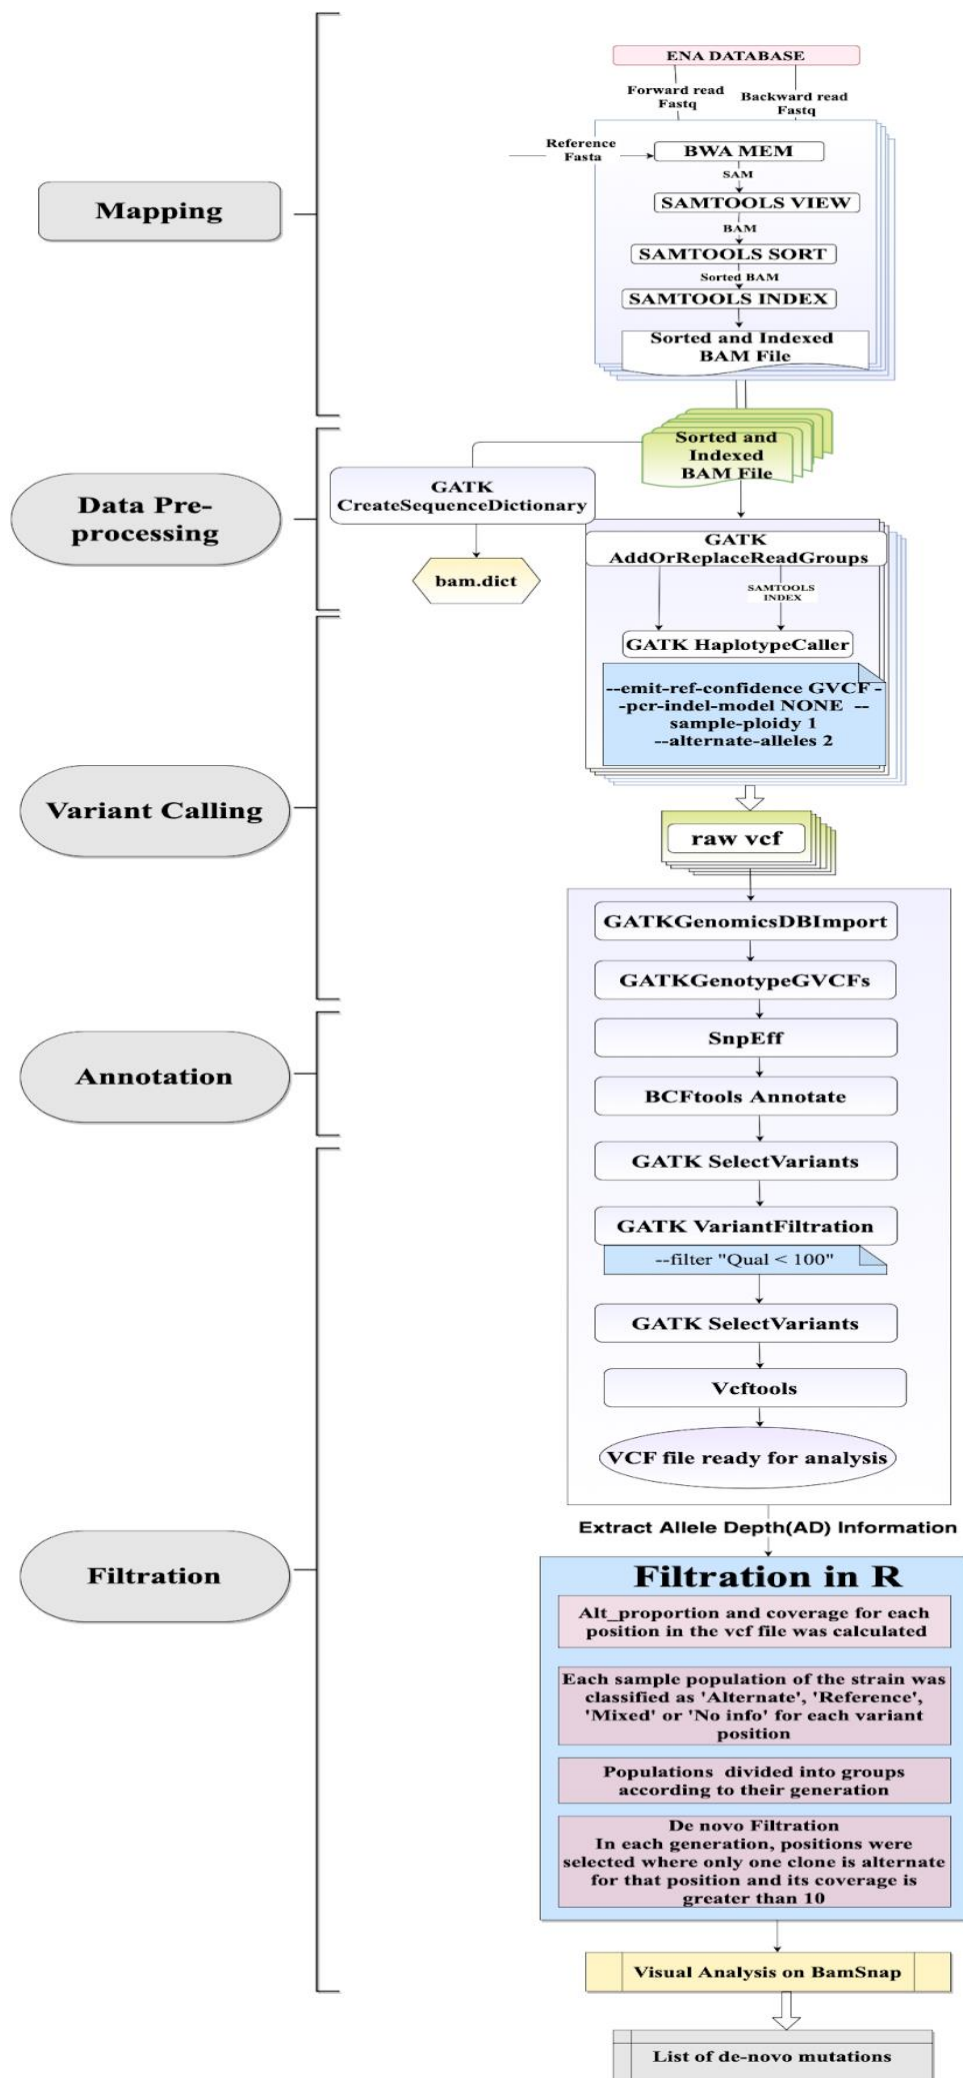 ENA DATABASE
Forward read
Fastq
Backward read
Fastq
Reference
Fasta
BWA MEM
SAM
SAMTOOLS VIEW
BAM
SAMTOOLS SORT
Sorted BAM
SAMTOOLS INDEX
Sorted and Indexed
BAM File
Mapping
Sorted and
Indexed
BAM File
GATK
CreateSequenceDictionary
bam.dict
Data Pre-
processing
GATK
AddOrReplaceReadGroups
SAMTOOLS
INDEX
GATK HaplotypeCaller
--emit-ref-confidence GVCF -
-pcr-indel-model NONE --
sample-ploidy 1
--alternate-alleles 2
Variant Calling
raw vcf
GATKGenomicsDBImport
GATKGenotypeGVCFs
SnpEff
Annotation
BCFtools Annotate
GATK SelectVariants
GATK VariantFiltration
--filter "Qual < 100"
GATK SelectVariants
Vcftools
VCF file ready for analysis
Extract Allele Depth(AD) Information
Filtration
Filtration in R
Alt_proportion and coverage for each
position in the vcf file was calculated
Each sample population of the strain was
classified as 'Alternate', 'Reference',
'Mixed' or 'No info' for each variant
position
Populations divided into groups
according to their generation
De novo Filtration
In each generation, positions were
selected where only one clone is alternate
for that position and its coverage is
greater than 10
Visual Analysis on BamSnap
List of de-novo mutations